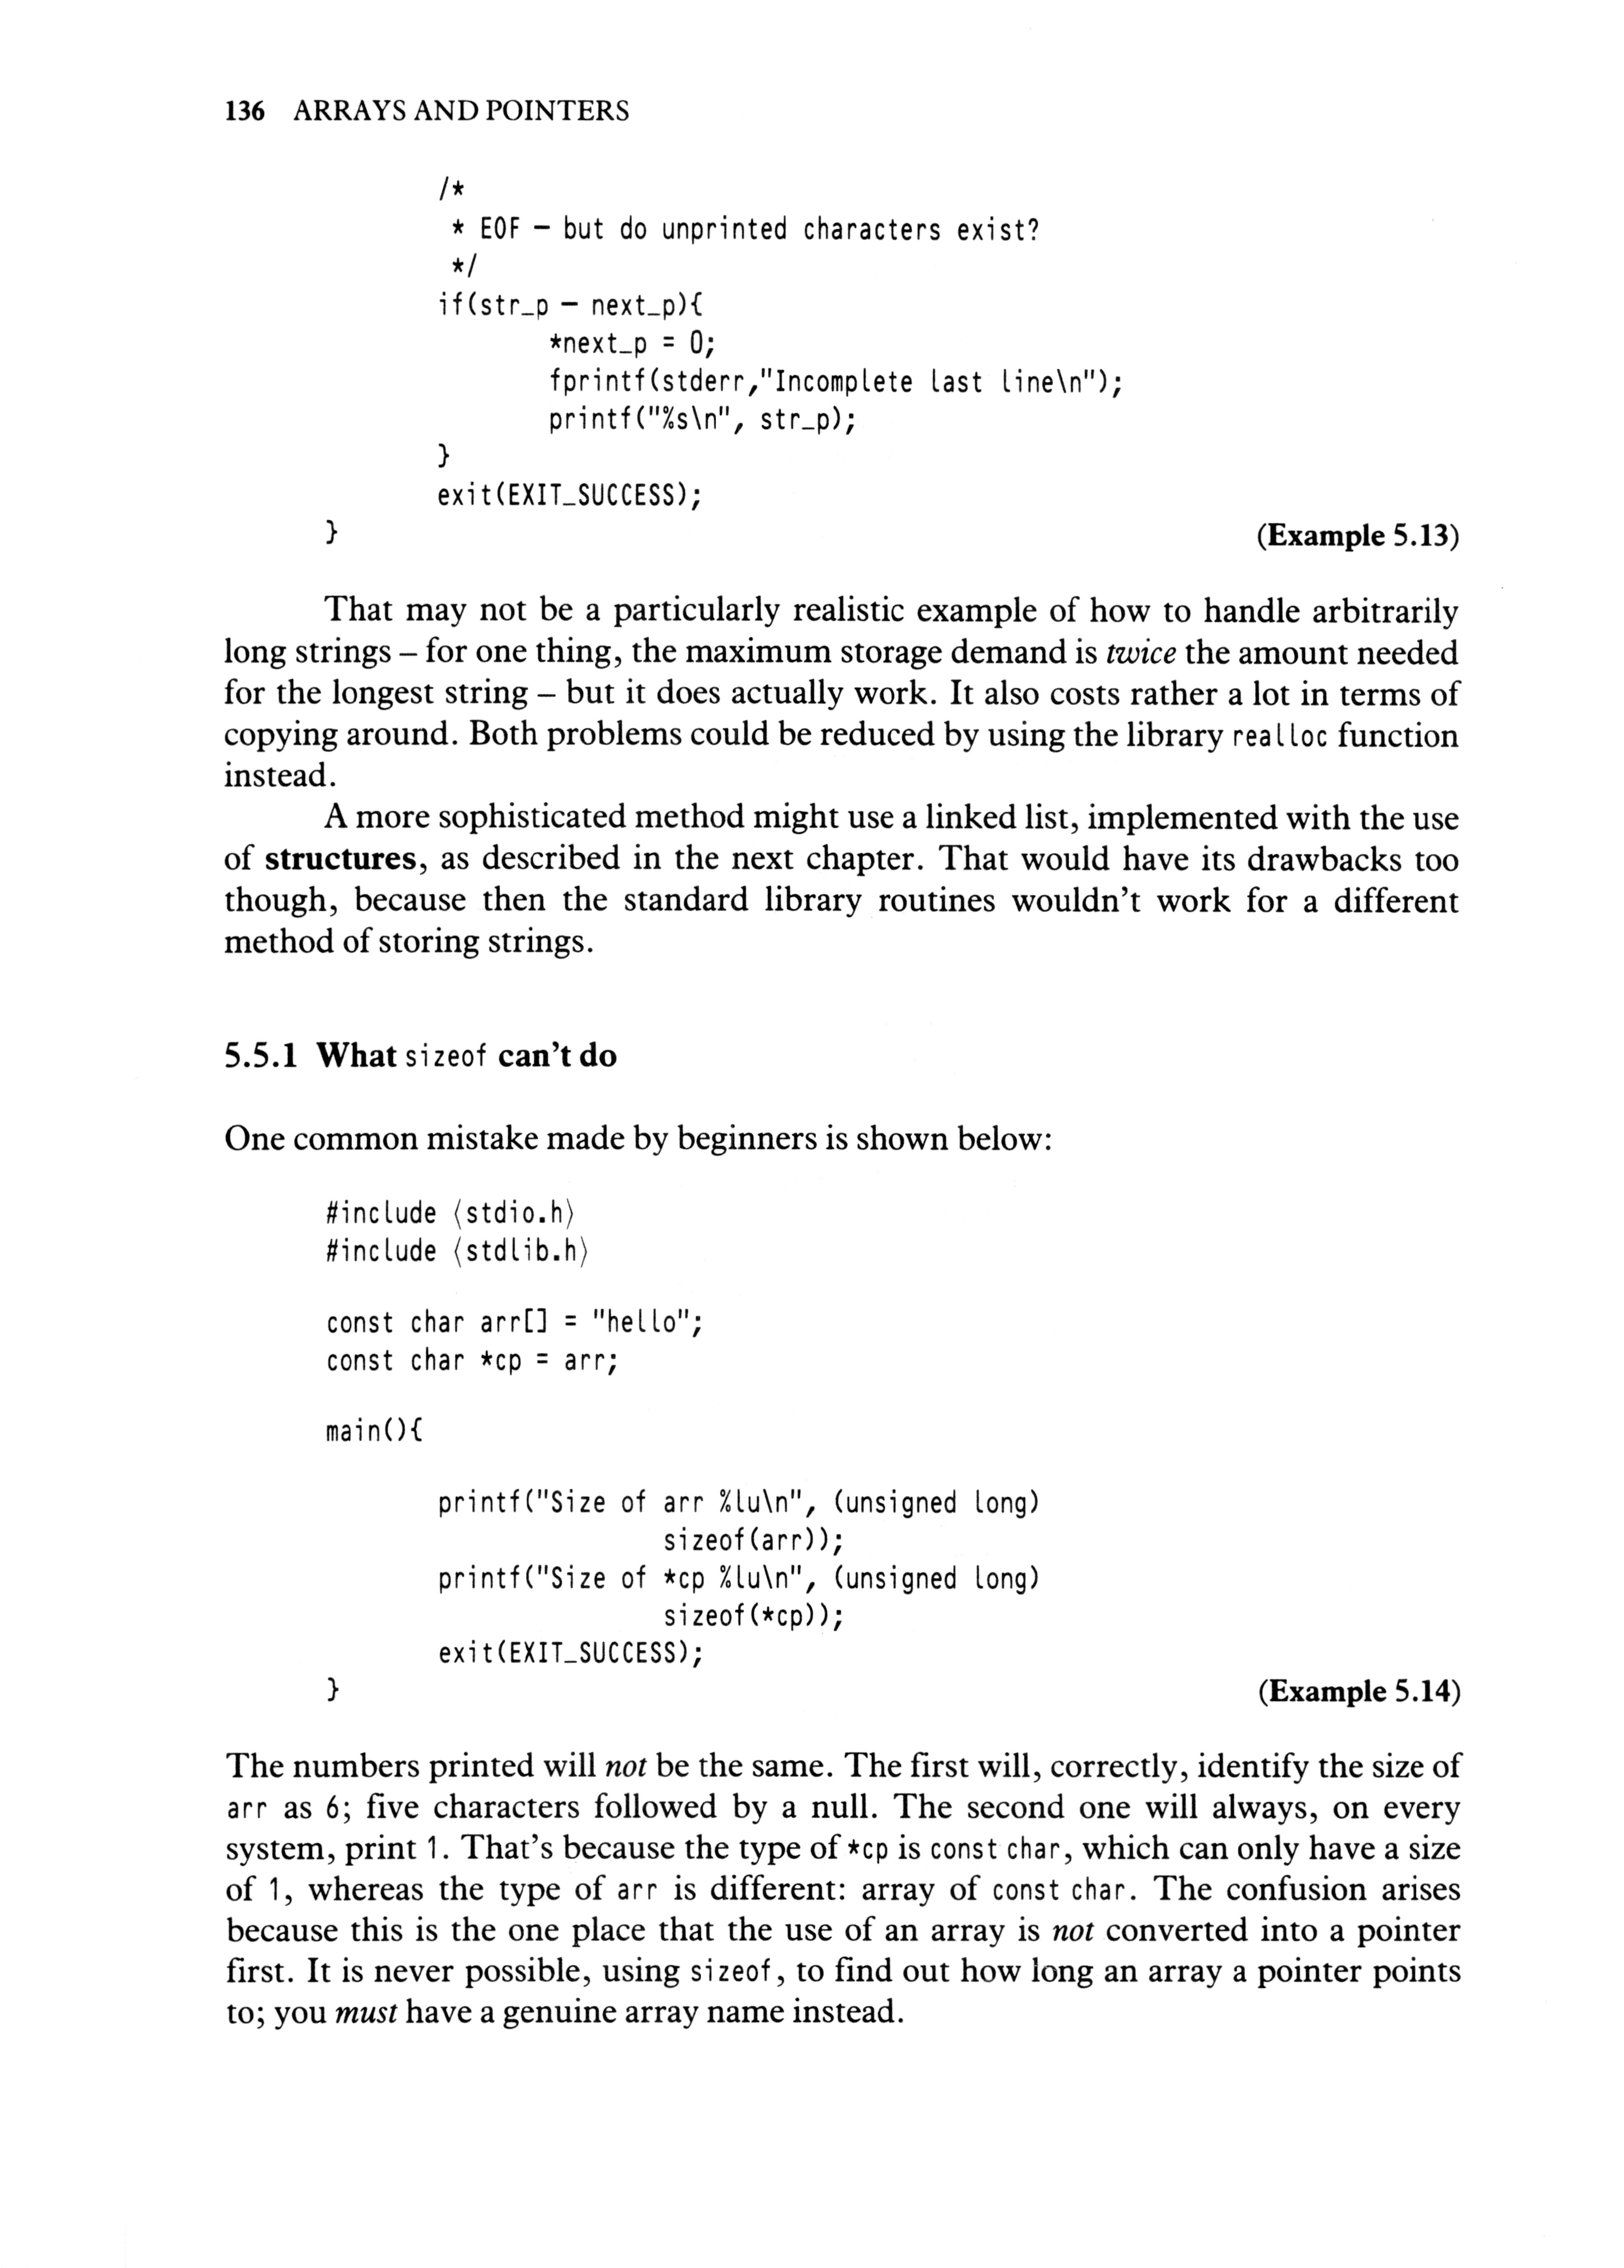 136 ARRAYS AND POINTERS
/*
* EOF – but do unprinted characters exist?
*/
if(str_p – next_p){
*next_p = 0;
fprintf(stderr,"Incomplete last line\n");
printf("%s\n", str_p);
}
exit(EXIT_SUCCESS);
} (Example 5.13)
That may not be a particularly realistic example of how to handle arbitrarily
long strings – for one thing, the maximum storage demand is twice the amount needed
for the longest string – but it does actually work. It also costs rather a lot in terms of
copying around. Both problems could be reduced by using the library realloc function
instead.
A more sophisticated method might use a linked list, implemented with the use
of structures, as described in the next chapter. That would have its drawbacks too
though, because then the standard library routines wouldn't work for a different
method of storing strings.
5.5.1 What sizeof can't do
One common mistake made by beginners is shown below:
#include ⟨stdio.h⟩
#include ⟨stdlib.h⟩
const char arr[] = "hello";
const char *cp = arr;
main(){
printf("Size of arr %lu\n", (unsigned long)
sizeof(arr));
printf("Size of *cp %lu\n", (unsigned long)
sizeof(*cp));
exit(EXIT_SUCCESS);
} (Example 5.14)
The numbers printed will not be the same. The first will, correctly, identify the size of
arr as 6; five characters followed by a null. The second one will always, on every
system, print 1. That's because the type of *cp is const char, which can only have a size
of 1, whereas the type of arr is different: array of const char. The confusion arises
because this is the one place that the use of an array is not converted into a pointer
first. It is never possible, using sizeof, to find out how long an array a pointer points
to; you must have a genuine array name instead.